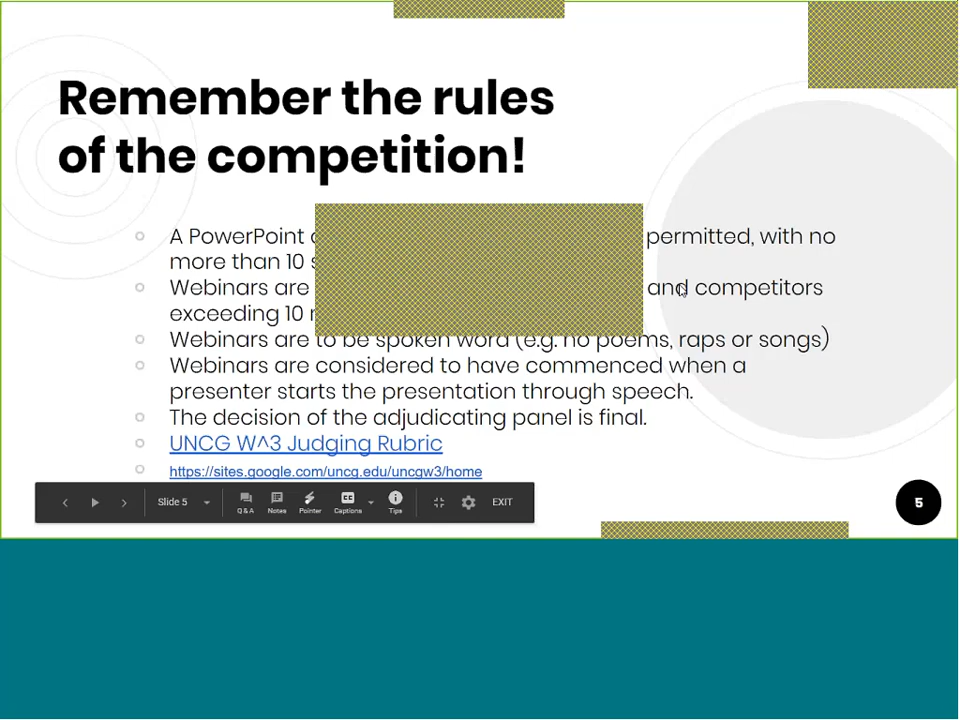 Remember the rules
of the competition!
A PowerPoint permitted, with no
more than 10
Webinars are and competitors
exceeding 10
Webinars are to be spoken word (e.g. no poems, raps or songs)
Webinars are considered to have commenced when a
presenter starts the presentation through speech.
The decision of the adjudicating panel is final.
UNCG W^3 Judging Rubric
https://sites.google.com/uncg.edu/uncgw3/home
Slide 5 Q&A Notes Pointer Captions Tips EXIT
5